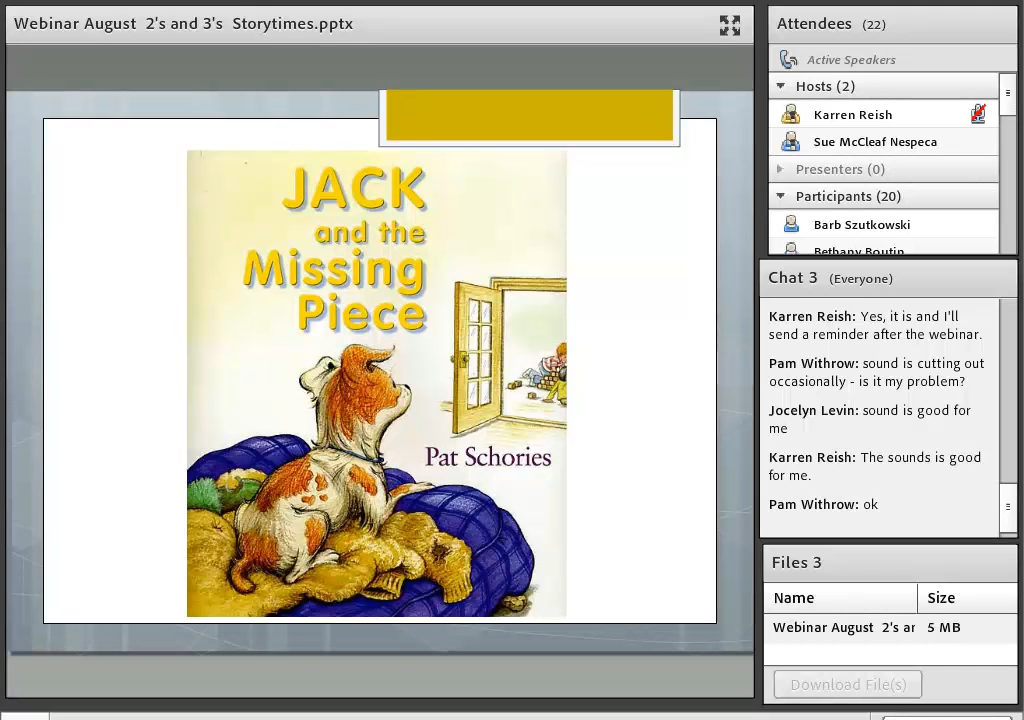 Webinar August  2's and 3's  Storytimes.pptx
JACK
and the
Missing
Piece
Pat Schories
Attendees (22)
Active Speakers
Hosts (2)
Karren Reish
Sue McCleaf Nespeca
Presenters (0)
Participants (20)
Barb Szutkowski
Bethany Boutin
Chat 3 (Everyone)
Karren Reish: Yes, it is and I'll
send a reminder after the webinar.
Pam Withrow: sound is cutting out
occasionally - is it my problem?
Jocelyn Levin: sound is good for
me
Karren Reish: The sounds is good
for me.
Pam Withrow: ok
Files 3
Name Size
Webinar August  2's ar 5 MB
Download File(s)